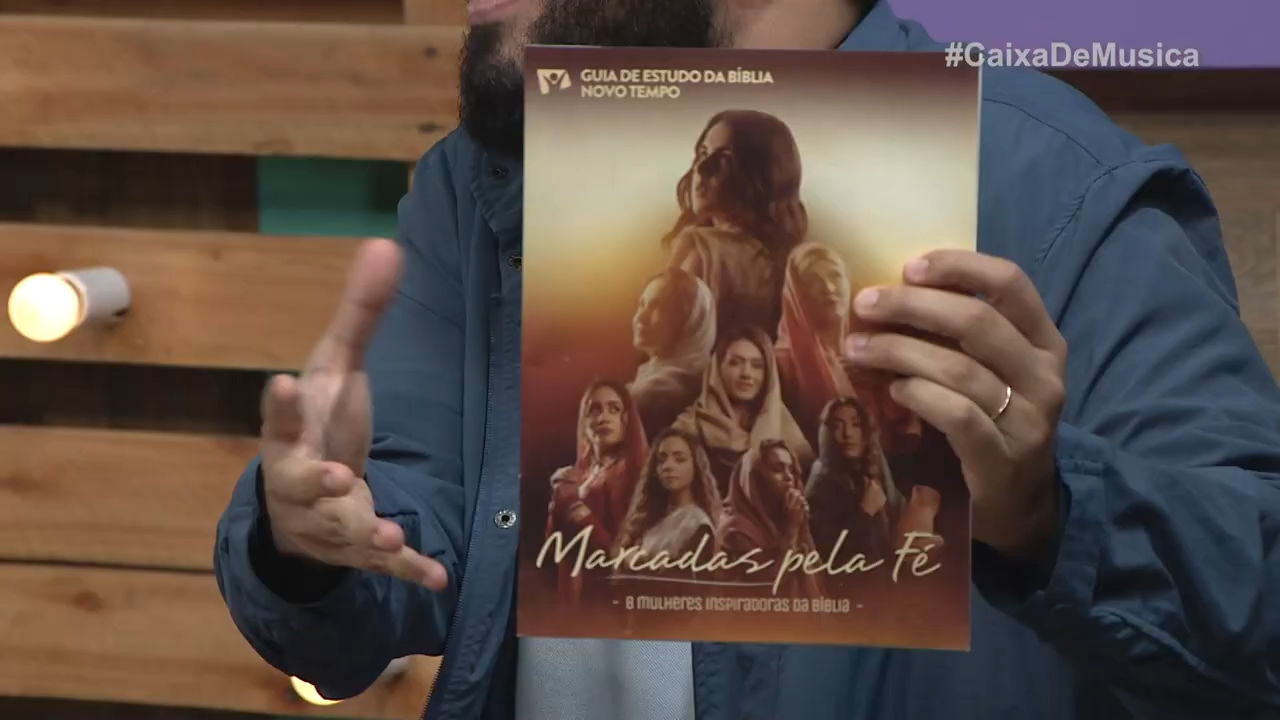 #CaixaDeMusica
GUIA DE ESTUDO DA BÍBLIA
NOVO TEMPO
Marcadas pela Fé
- 8 MULHERES INSPIRADORAS DA BÍBLIA -